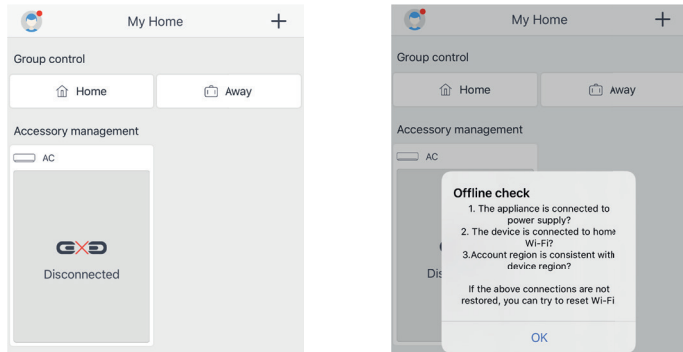 My Home
+
Group control
Home
Away
Accessory management
AC
Disconnected
My Home
+
Group control
Home
Away
Accessory management
AC
Dis
Offline check
1. The appliance is connected to
power supply?
2. The device is connected to home
Wi-Fi?
3.Account region is consistent with
device region?
If the above connections are not
restored, you can try to reset Wi-Fi
OK